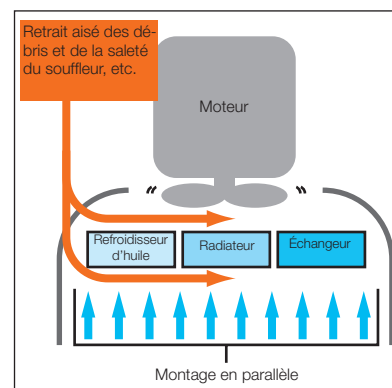 Retrait aisé des dé-
bris et de la saleté
du souffleur, etc.
Moteur
Refroidisseur
d'huile
Radiateur
Échangeur
Montage en parallèle